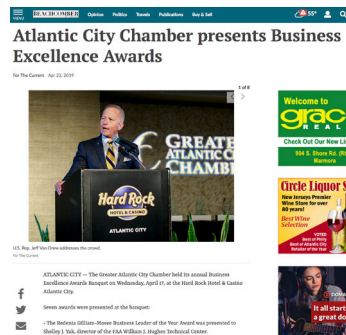 MENU
BEACHCOMBER
Opinion Politics Travels Publications Buy & Sell
55°
Atlantic City Chamber presents Business
Excellence Awards
For The Current Apr 22, 2019
1 of 8
GREATE
ATLANTIC C
CHAMB
Hard Rock
HOTEL & CASINO
ATLANTIC CITY
U.S. Rep. Jeff Van Drew addresses the crowd.
For The Current
ATLANTIC CITY — The Greater Atlantic City Chamber held its annual Business
Excellence Awards Banquet on Wednesday, April 17, at the Hard Rock Hotel & Casino
Atlantic City.
Seven awards were presented at the banquet:
• The Redenia Gilliam-Mosee Business Leader of the Year Award was presented to
Shelley J. Yak, director of the FAA William J. Hughes Technical Center.
Welcome to
grac
REAL
Check Out Our New Li
904 S. Shore Rd. (Rt
Marmora
Circle Liquor S
New Jerseys Premier
Wine Store for over
80 years!
Best Wine
Selection
VOTED
Best of Philly
Best of Atlantic City
Retailer of the Year
It all start
a great do